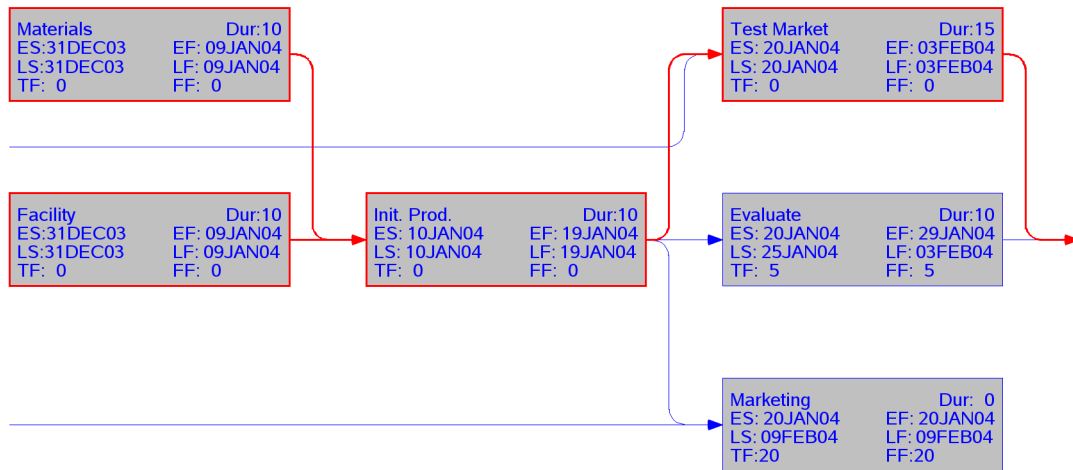 Materials Dur:10
ES:31DEC03 EF: 09JAN04
LS:31DEC03 LF: 09JAN04
TF: 0 FF: 0
Test Market Dur:15
ES: 20JAN04 EF: 03FEB04
LS: 20JAN04 LF: 03FEB04
TF: 0 FF: 0
Facility Dur:10
ES:31DEC03 EF: 09JAN04
LS:31DEC03 LF: 09JAN04
TF: 0 FF: 0
Init. Prod. Dur:10
ES: 10JAN04 EF: 19JAN04
LS: 10JAN04 LF: 19JAN04
TF: 0 FF: 0
Evaluate Dur:10
ES: 20JAN04 EF: 29JAN04
LS: 25JAN04 LF: 03FEB04
TF: 5 FF: 5
Marketing Dur: 0
ES: 20JAN04 EF: 20JAN04
LS: 09FEB04 LF: 09FEB04
TF:20 FF:20